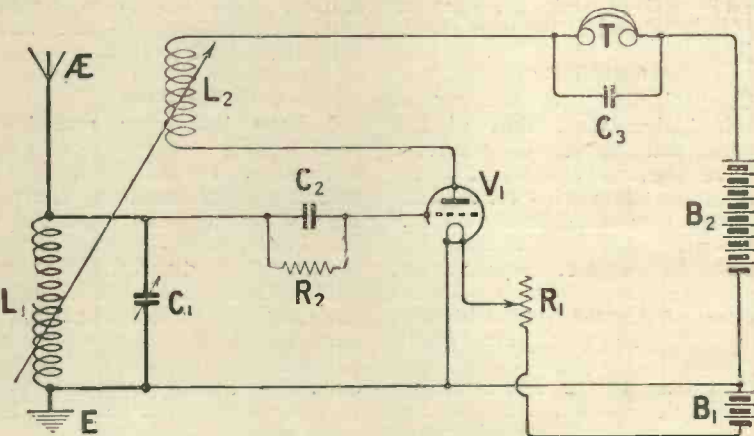 Æ
L₂
T
C₃
C₂
V₁
B₂
L₁
C₁
R₂
R₁
E
B₁